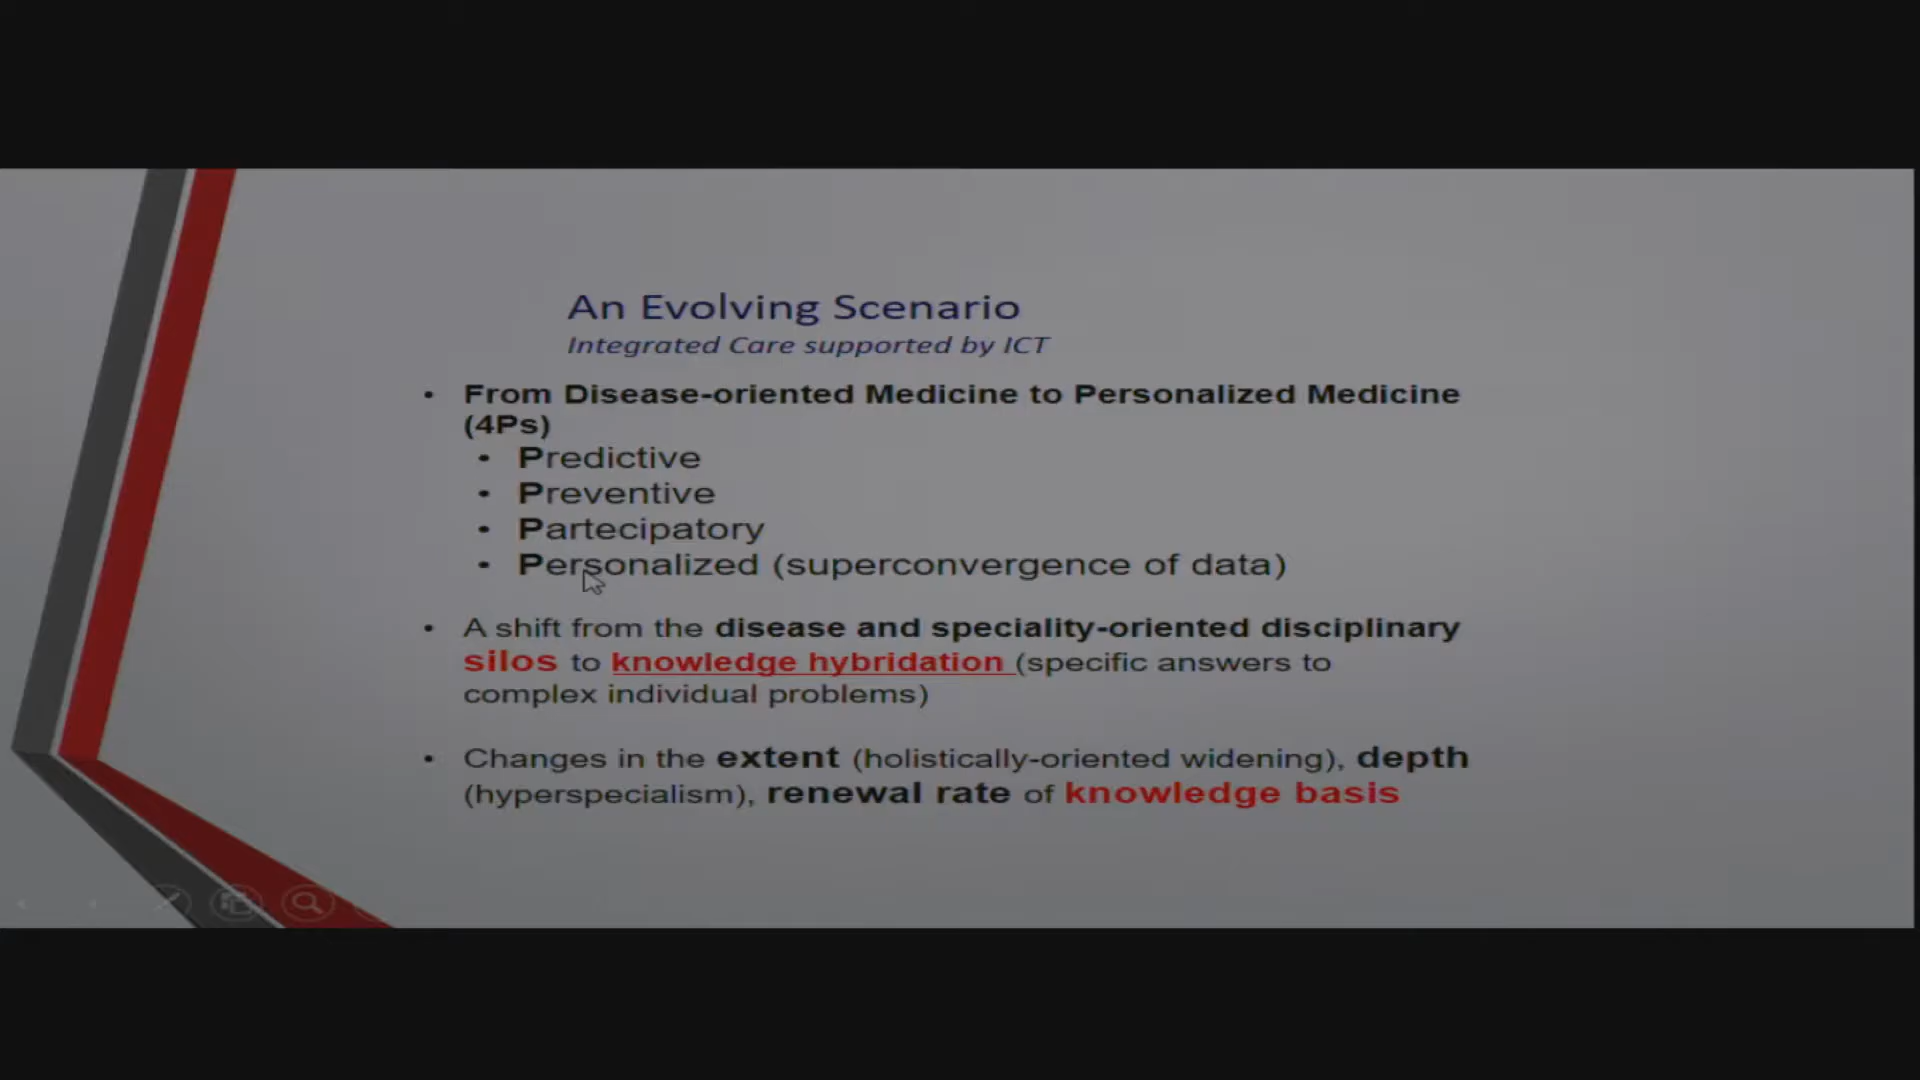 An Evolving Scenario
Integrated Care supported by ICT
• From Disease-oriented Medicine to Personalized Medicine
(4Ps)
• Predictive
• Preventive
• Partecipatory
• Personalized (superconvergence of data)
• A shift from the disease and speciality-oriented disciplinary
silos to knowledge hybridation (specific answers to
complex individual problems)
• Changes in the extent (holistically-oriented widening), depth
(hyperspecialism), renewal rate of knowledge basis